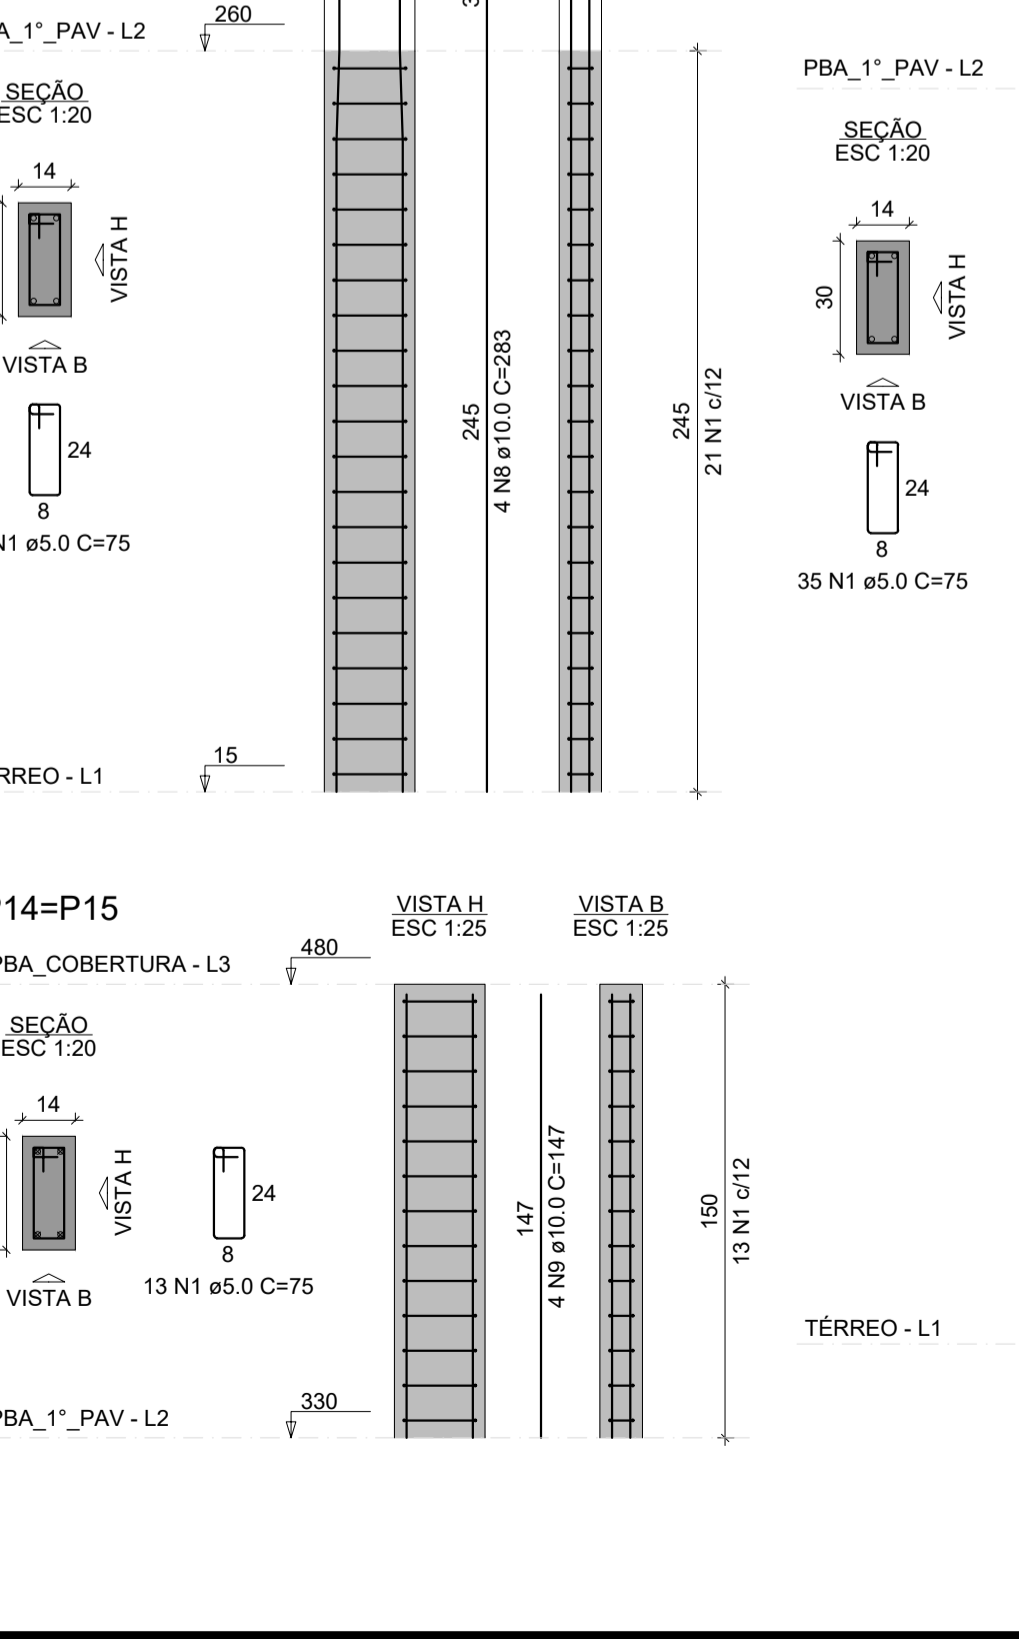 A_1°_PAV - L2
260
SEÇÃO
ESC 1:20
14
VISTA H
VISTA B
24
8
N1 ø5.0 C=75
RREO - L1
15
245
4 N8 ø10.0 C=283
245
21 N1 c/12
PBA_1°_PAV - L2
SEÇÃO
ESC 1:20
14
30
VISTA H
VISTA B
24
8
35 N1 ø5.0 C=75
TÉRREO - L1
P14=P15
VISTA H
ESC 1:25
VISTA B
ESC 1:25
PBA_COBERTURA - L3
480
SEÇÃO
ESC 1:20
14
VISTA H
VISTA B
24
8
13 N1 ø5.0 C=75
147
4 N9 ø10.0 C=147
150
13 N1 c/12
PBA_1°_PAV - L2
330